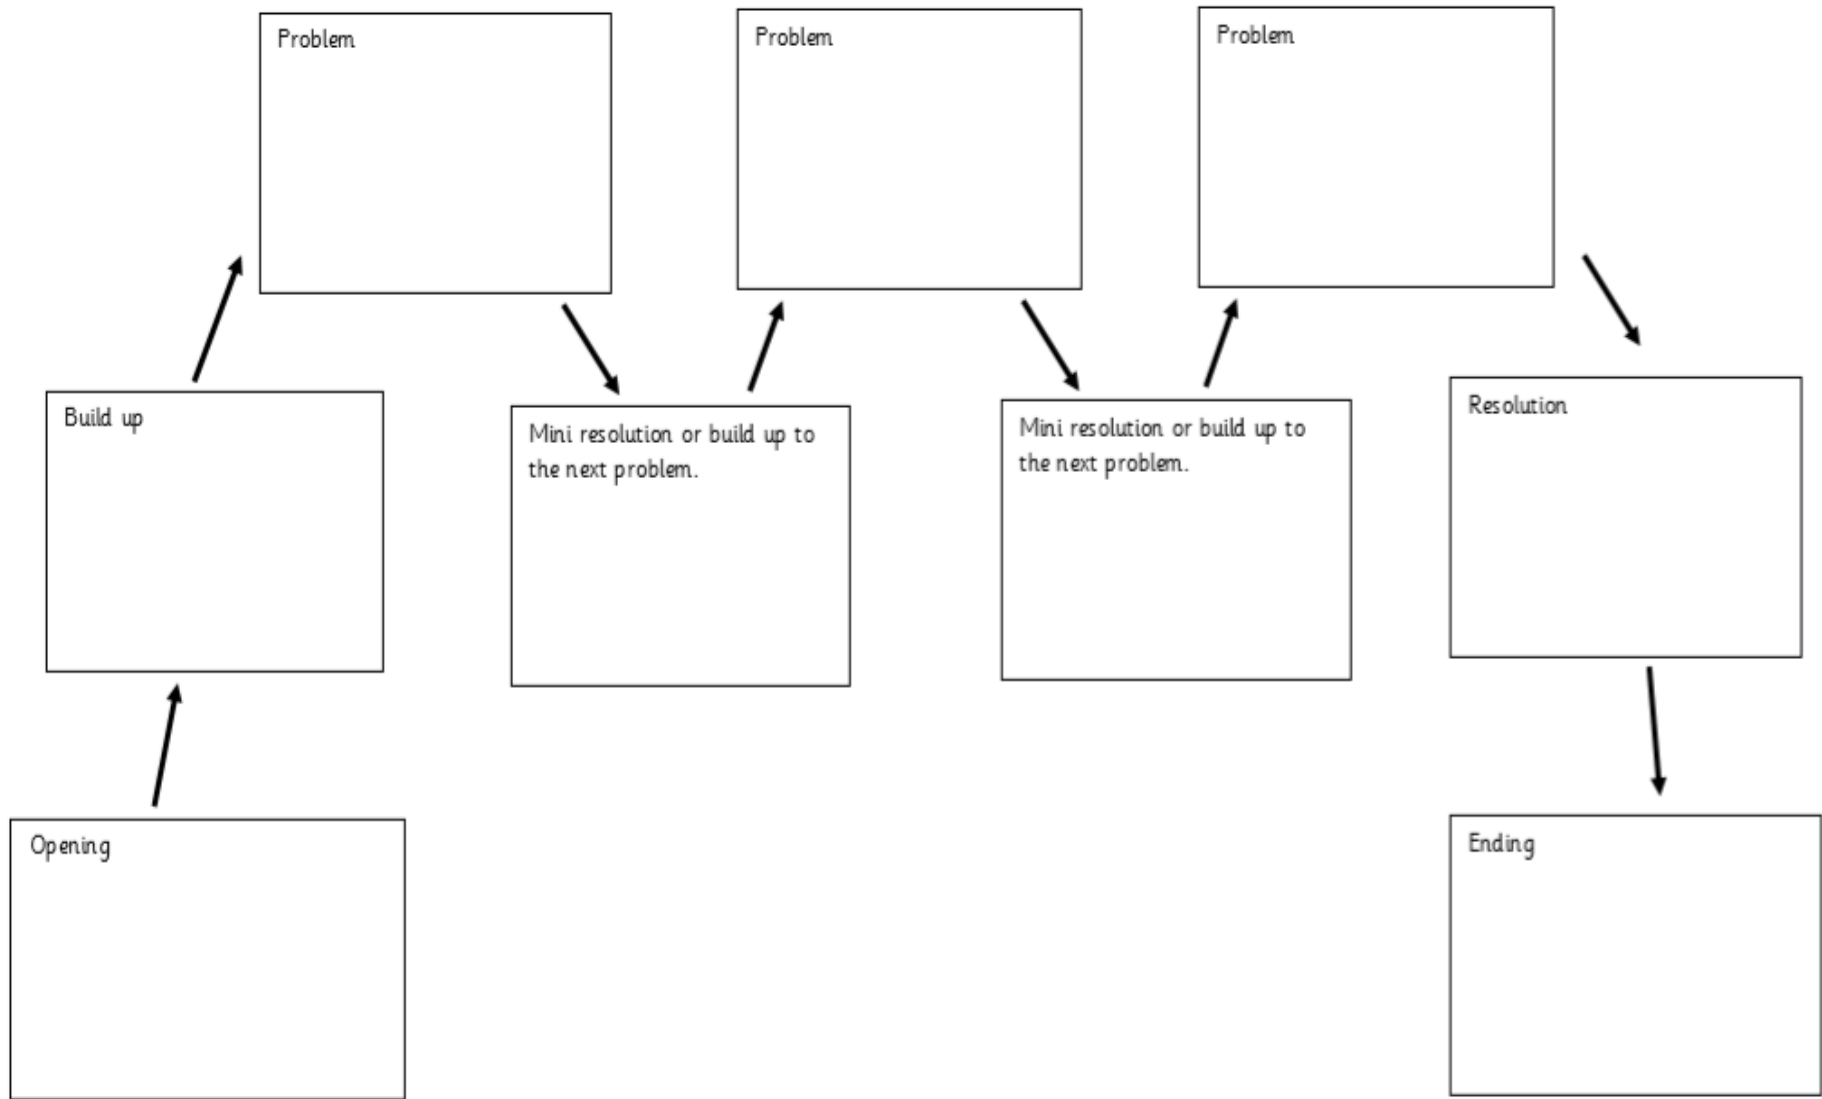 Problem
Problem
Problem
Build up
Mini resolution or build up to
the next problem.
Mini resolution or build up to
the next problem.
Resolution
Opening
Ending